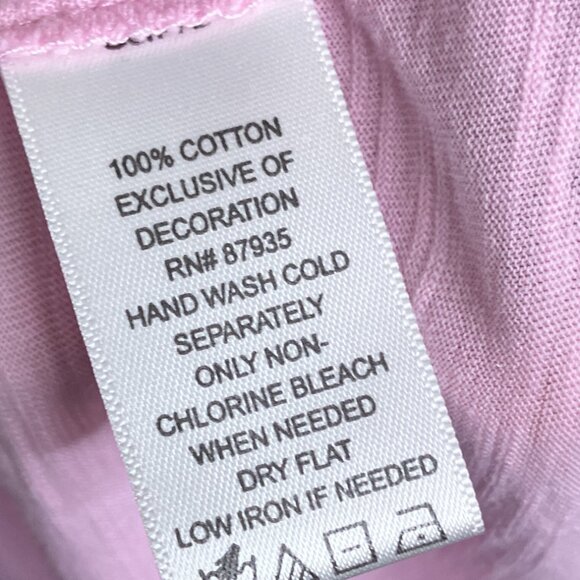 100% COTTON
EXCLUSIVE OF
DECORATION
RN# 87935
HAND WASH COLD
SEPARATELY
ONLY NON-
CHLORINE BLEACH
WHEN NEEDED
DRY FLAT
LOW IRON IF NEEDED